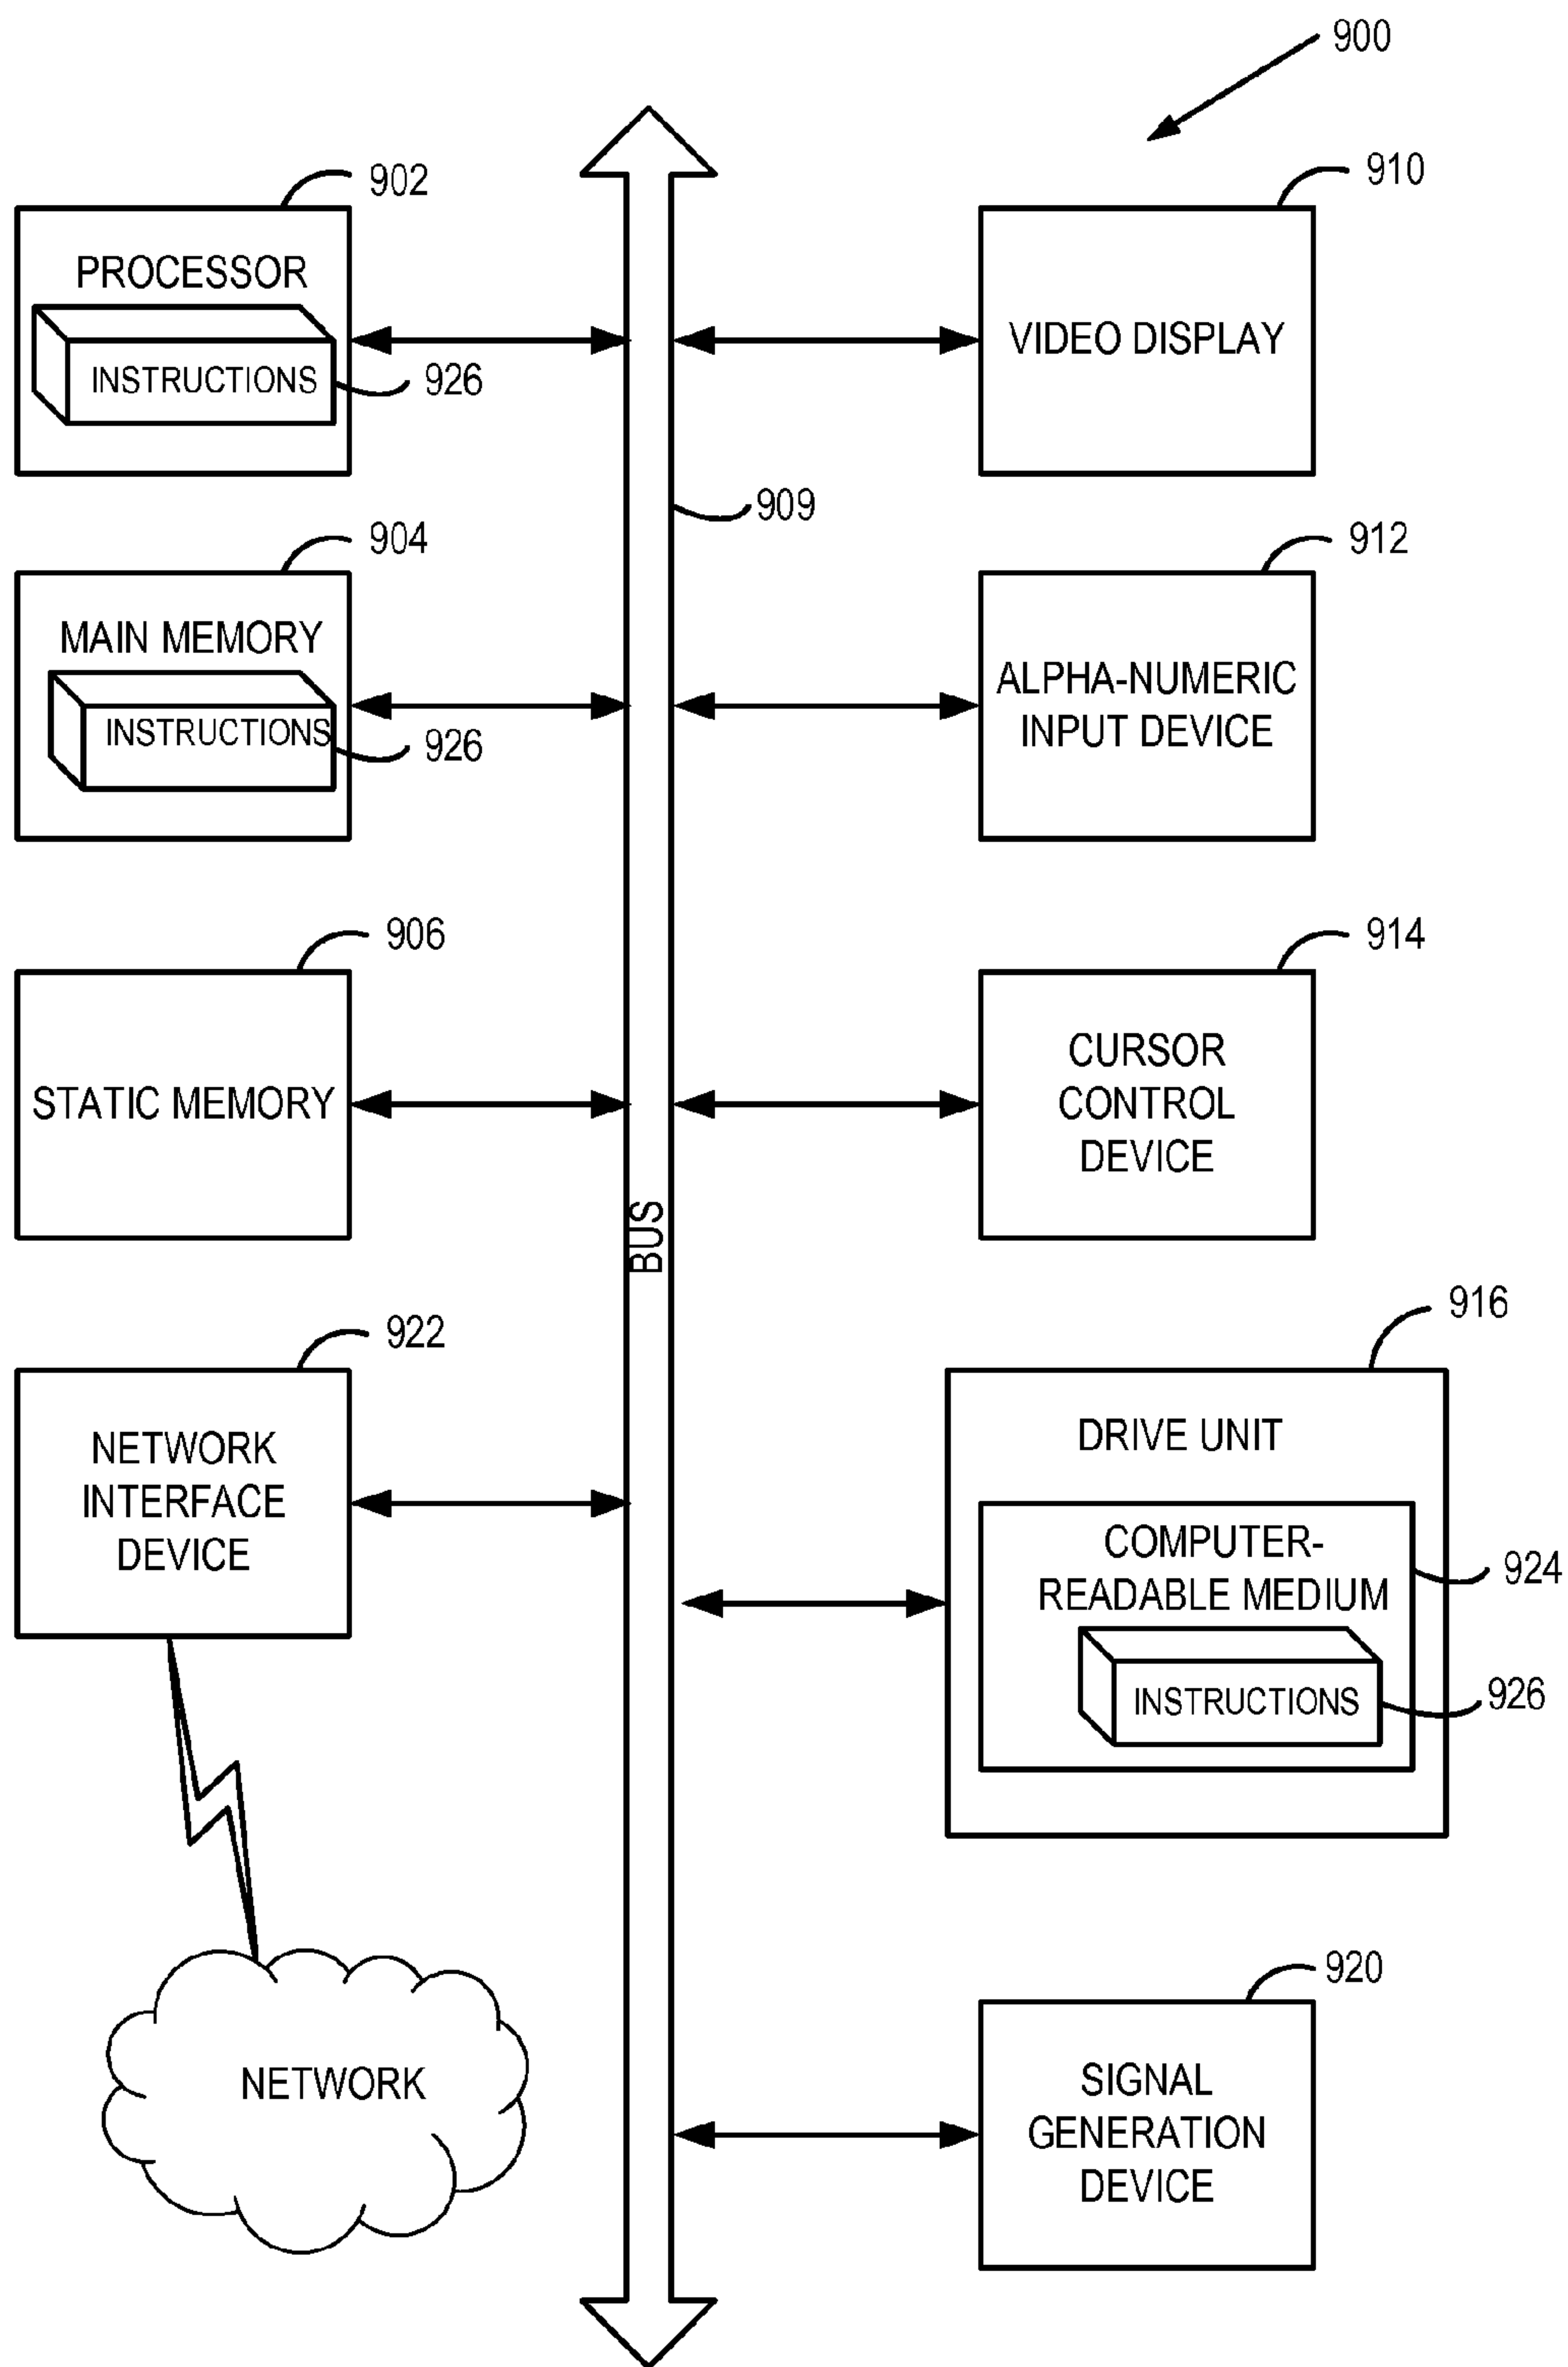 900
902
PROCESSOR
INSTRUCTIONS
926
910
VIDEO DISPLAY
909
904
MAIN MEMORY
INSTRUCTIONS
926
912
ALPHA-NUMERIC
INPUT DEVICE
906
STATIC MEMORY
914
CURSOR
CONTROL
DEVICE
BUS
922
NETWORK
INTERFACE
DEVICE
916
DRIVE UNIT
COMPUTER-
READABLE MEDIUM
924
INSTRUCTIONS
926
NETWORK
920
SIGNAL
GENERATION
DEVICE